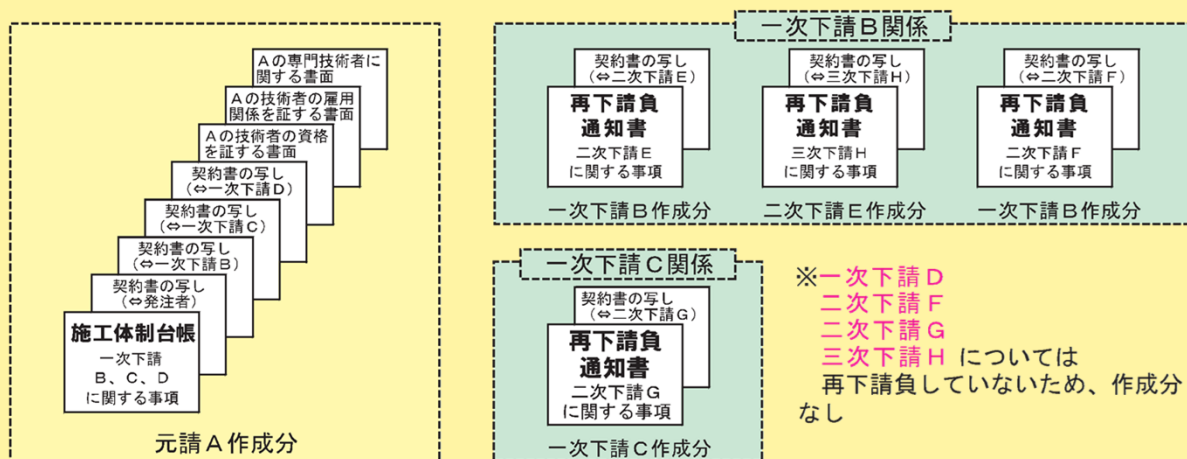 Aの専門技術者に
関する書面
Aの技術者の雇用
関係を証する書面
Aの技術者の資格
を証する書面
契約書の写し
(⇔一次下請D)
契約書の写し
(⇔一次下請C)
契約書の写し
(⇔一次下請B)
契約書の写し
(⇔発注者)
施工体制台帳
一次下請
B、C、D
に関する事項
元請A作成分
一次下請B関係
契約書の写し
(⇔二次下請E)
再下請負
通知書
二次下請E
に関する事項
一次下請B作成分
契約書の写し
(⇔三次下請H)
再下請負
通知書
三次下請H
に関する事項
二次下請E作成分
契約書の写し
(⇔二次下請F)
再下請負
通知書
二次下請F
に関する事項
一次下請B作成分
一次下請C関係
契約書の写し
(⇔二次下請G)
再下請負
通知書
二次下請G
に関する事項
一次下請C作成分
※一次下請D
二次下請F
二次下請G
三次下請H については
再下請負していないため、作成分
なし